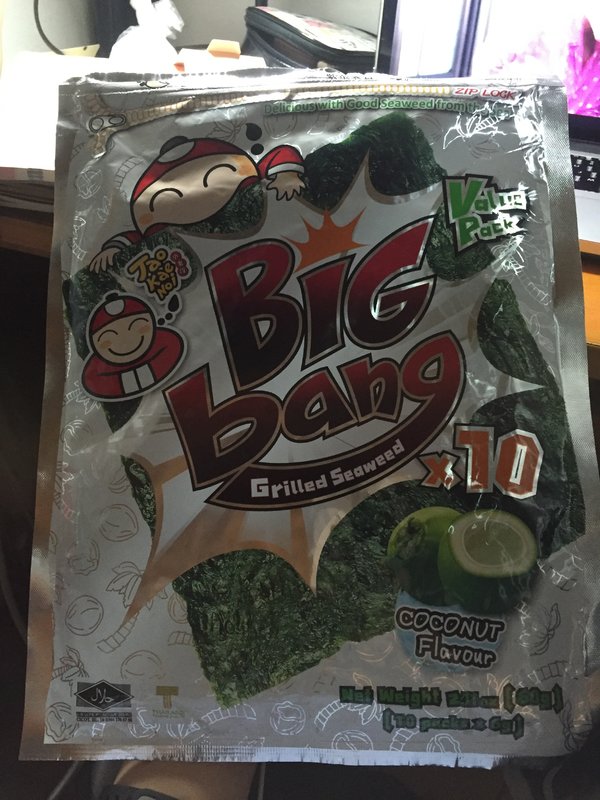 ZIP LOCK
Delicious with Good Seaweed from th
Value
Pack
Tao
Kae
Noi
BiG
bang
Grilled Seaweed
x10
COCONUT
Flavour
Net Weight
(10 packs x 6g)